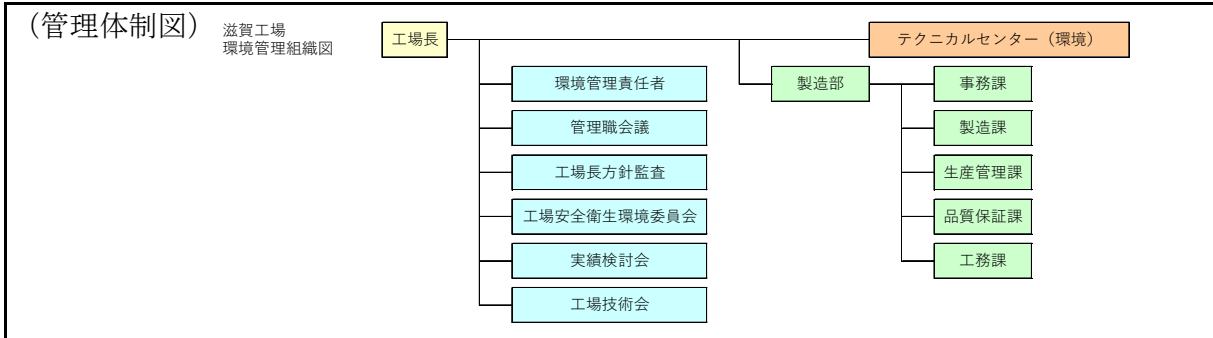 （管理体制図）
滋賀工場
環境管理組織図
工場長
テクニカルセンター（環境）
環境管理責任者
製造部
事務課
管理職会議
製造課
工場長方針監査
生産管理課
工場安全衛生環境委員会
品質保証課
実績検討会
工務課
工場技術会